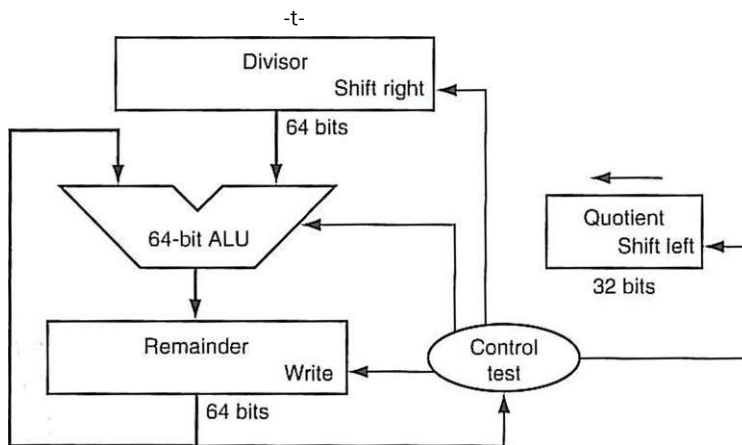 -t-
Divisor
Shift right
64 bits
64-bit ALU
Quotient
Shift left
32 bits
Remainder
Write
64 bits
Control
test